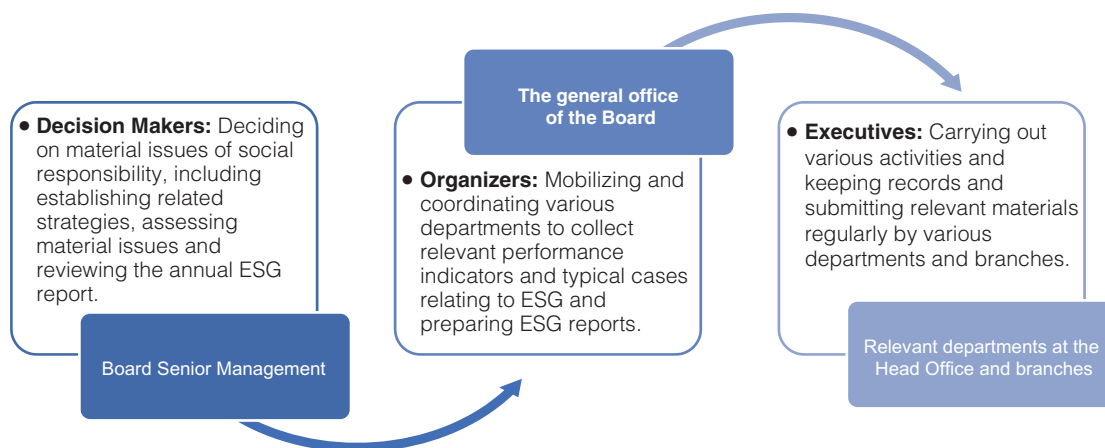 ● Decision Makers: Deciding
on material issues of social
responsibility, including
establishing related
strategies, assessing
material issues and
reviewing the annual ESG
report.
Board Senior Management
The general office
of the Board
● Organizers: Mobilizing and
coordinating various
departments to collect
relevant performance
indicators and typical cases
relating to ESG and
preparing ESG reports.
● Executives: Carrying out
various activities and
keeping records and
submitting relevant materials
regularly by various
departments and branches.
Relevant departments at the
Head Office and branches